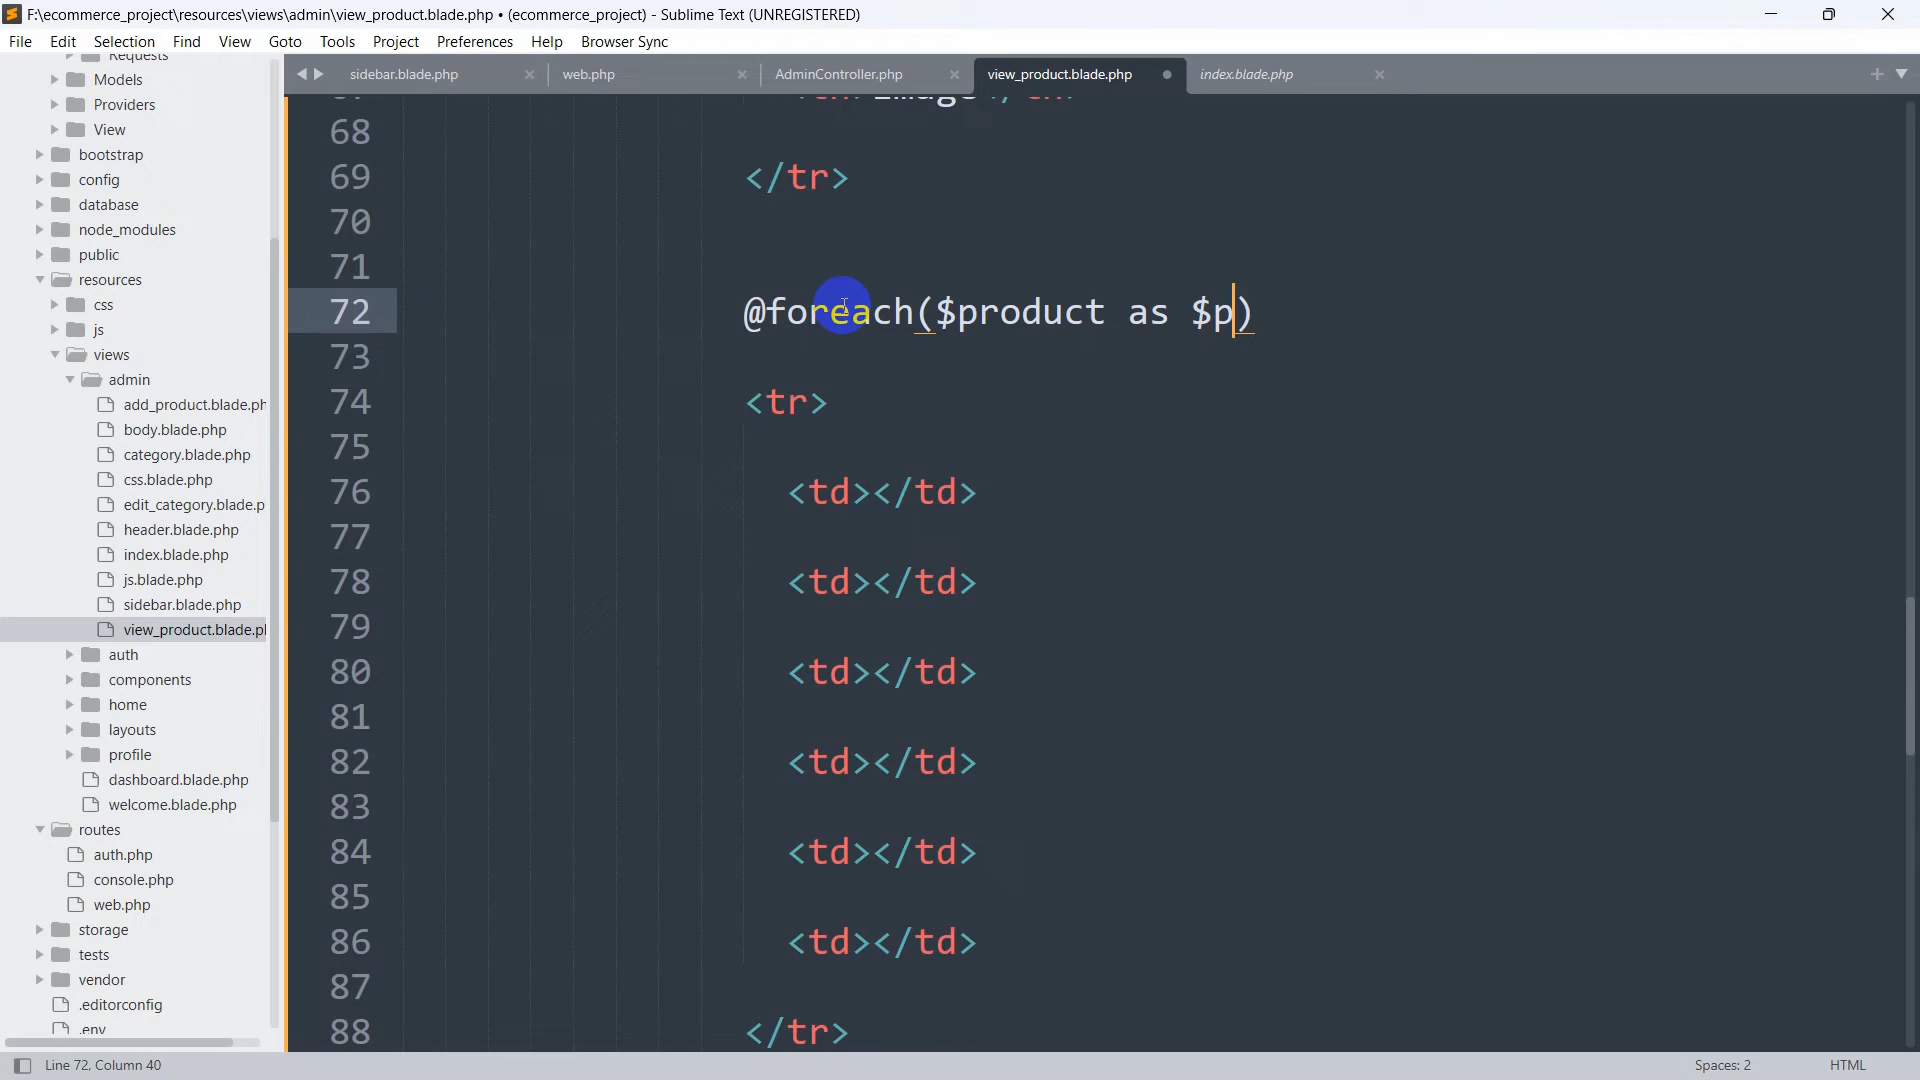 F:\ecommerce_project\resources\views\admin\view_product.blade.php • (ecommerce_project) - Sublime Text (UNREGISTERED)
File Edit Selection Find View Goto Tools Project Preferences Help Browser Sync
Requests
Models
Providers
View
bootstrap
config
database
node_modules
public
resources
css
js
views
admin
add_product.blade.ph
body.blade.php
category.blade.php
css.blade.php
edit_category.blade.p
header.blade.php
index.blade.php
js.blade.php
sidebar.blade.php
view_product.blade.pl
auth
components
home
layouts
profile
dashboard.blade.php
welcome.blade.php
routes
auth.php
console.php
web.php
storage
tests
vendor
.editorconfig
.env
sidebar.blade.php web.php AdminController.php view_product.blade.php index.blade.php
68
69 </tr>
70
71
72 @foreach($product as $p)
73
74 <tr>
75
76 <td></td>
77
78 <td></td>
79
80 <td></td>
81
82 <td></td>
83
84 <td></td>
85
86 <td></td>
87
88 </tr>
Line 72, Column 40 Spaces: 2 HTML